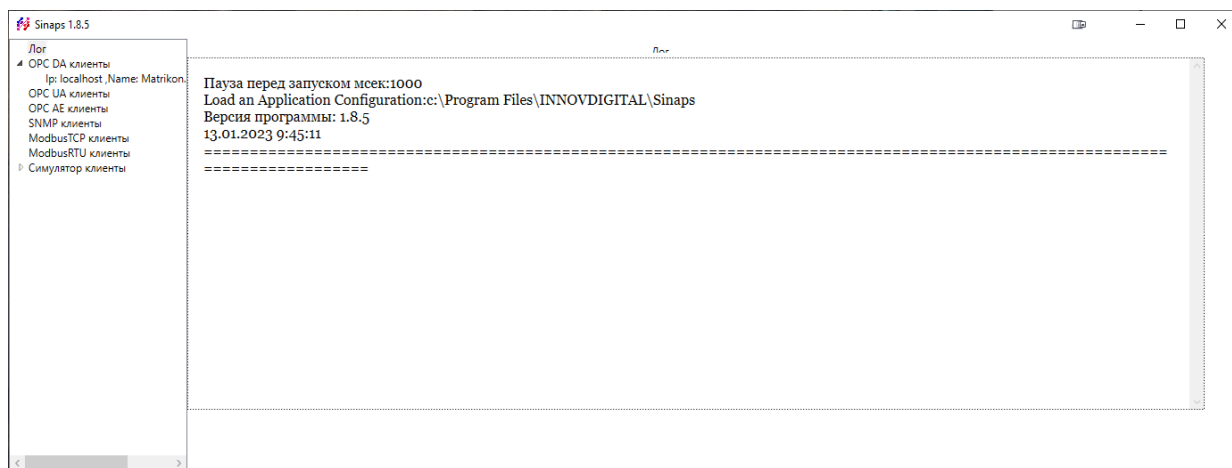 Sinaps 1.8.5
Лог
OPC DA клиенты
Ip: localhost ,Name: Matrikon.
OPC UA клиенты
OPC AE клиенты
SNMP клиенты
ModbusTCP клиенты
ModbusRTU клиенты
Симулятор клиенты
Лог
Пауза перед запуском мсек:1000
Load an Application Configuration:c:\Program Files\INNOVDIGITAL\Sinaps
Версия программы: 1.8.5
13.01.2023 9:45:11
=========================================================================================================
==================